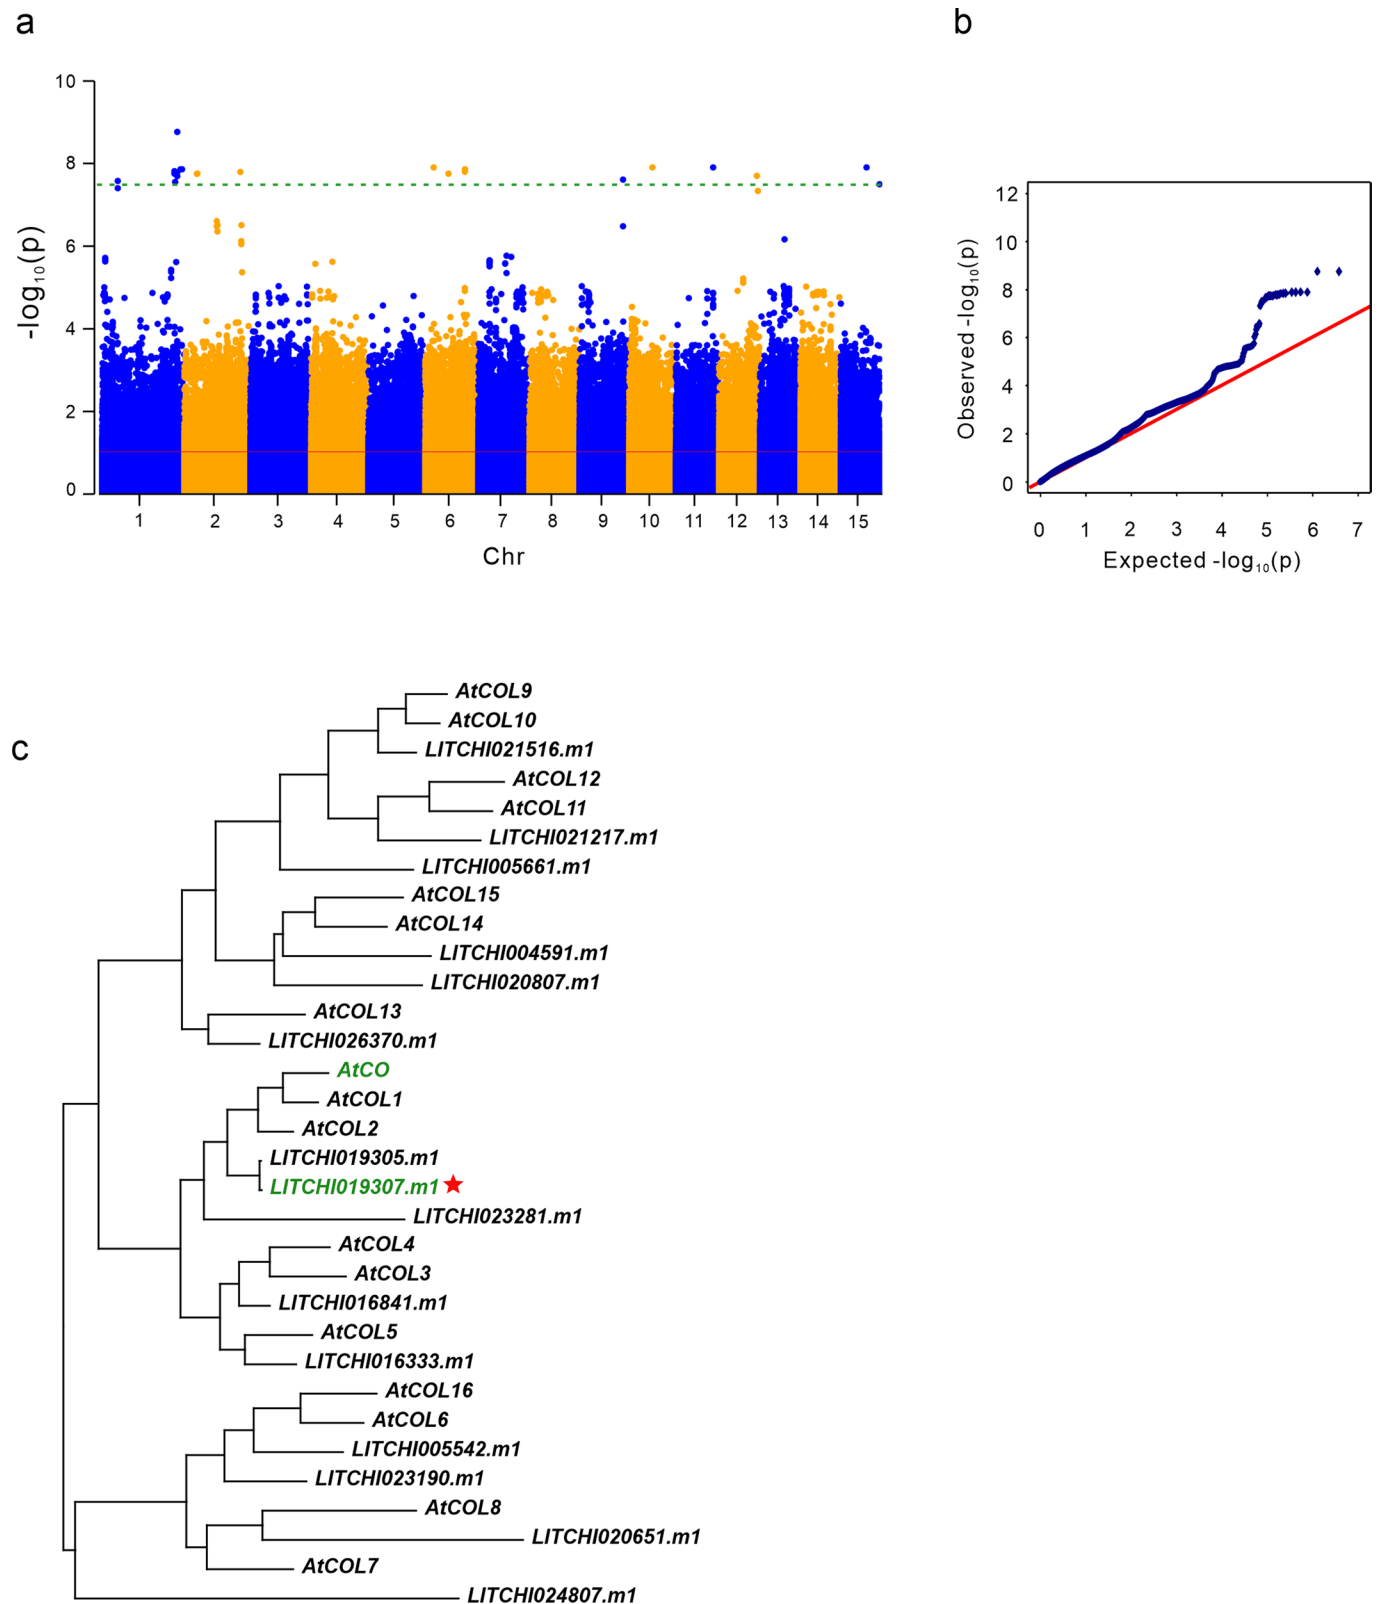 a
10
8
6
4
2
0
-log₁₀(p)
1 2 3 4 5 6 7 8 9 10 11 12 13 14 15
Chr
b
12
10
8
6
4
2
0
Observed -log₁₀(p)
0 1 2 3 4 5 6 7
Expected -log₁₀(p)
c
AtCOL9
AtCOL10
LITCHI021516.m1
AtCOL12
AtCOL11
LITCHI021217.m1
LITCHI005661.m1
AtCOL15
AtCOL14
LITCHI004591.m1
LITCHI020807.m1
AtCOL13
LITCHI026370.m1
AtCO
AtCOL1
AtCOL2
LITCHI019305.m1
LITCHI019307.m1
LITCHI023281.m1
AtCOL4
AtCOL3
LITCHI016841.m1
AtCOL5
LITCHI016333.m1
AtCOL16
AtCOL6
LITCHI005542.m1
LITCHI023190.m1
AtCOL8
LITCHI020651.m1
AtCOL7
LITCHI024807.m1